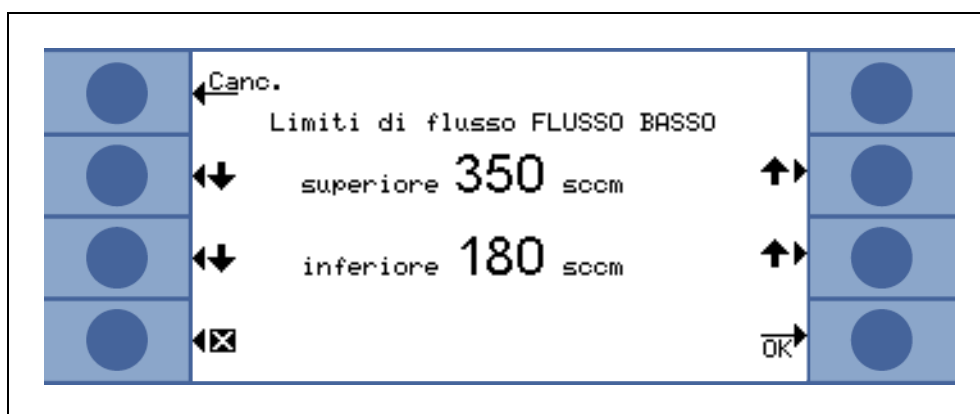 Canc.
Limiti di flusso FLUSSO BASSO
superiore 350 sccm
inferiore 180 sccm
OK